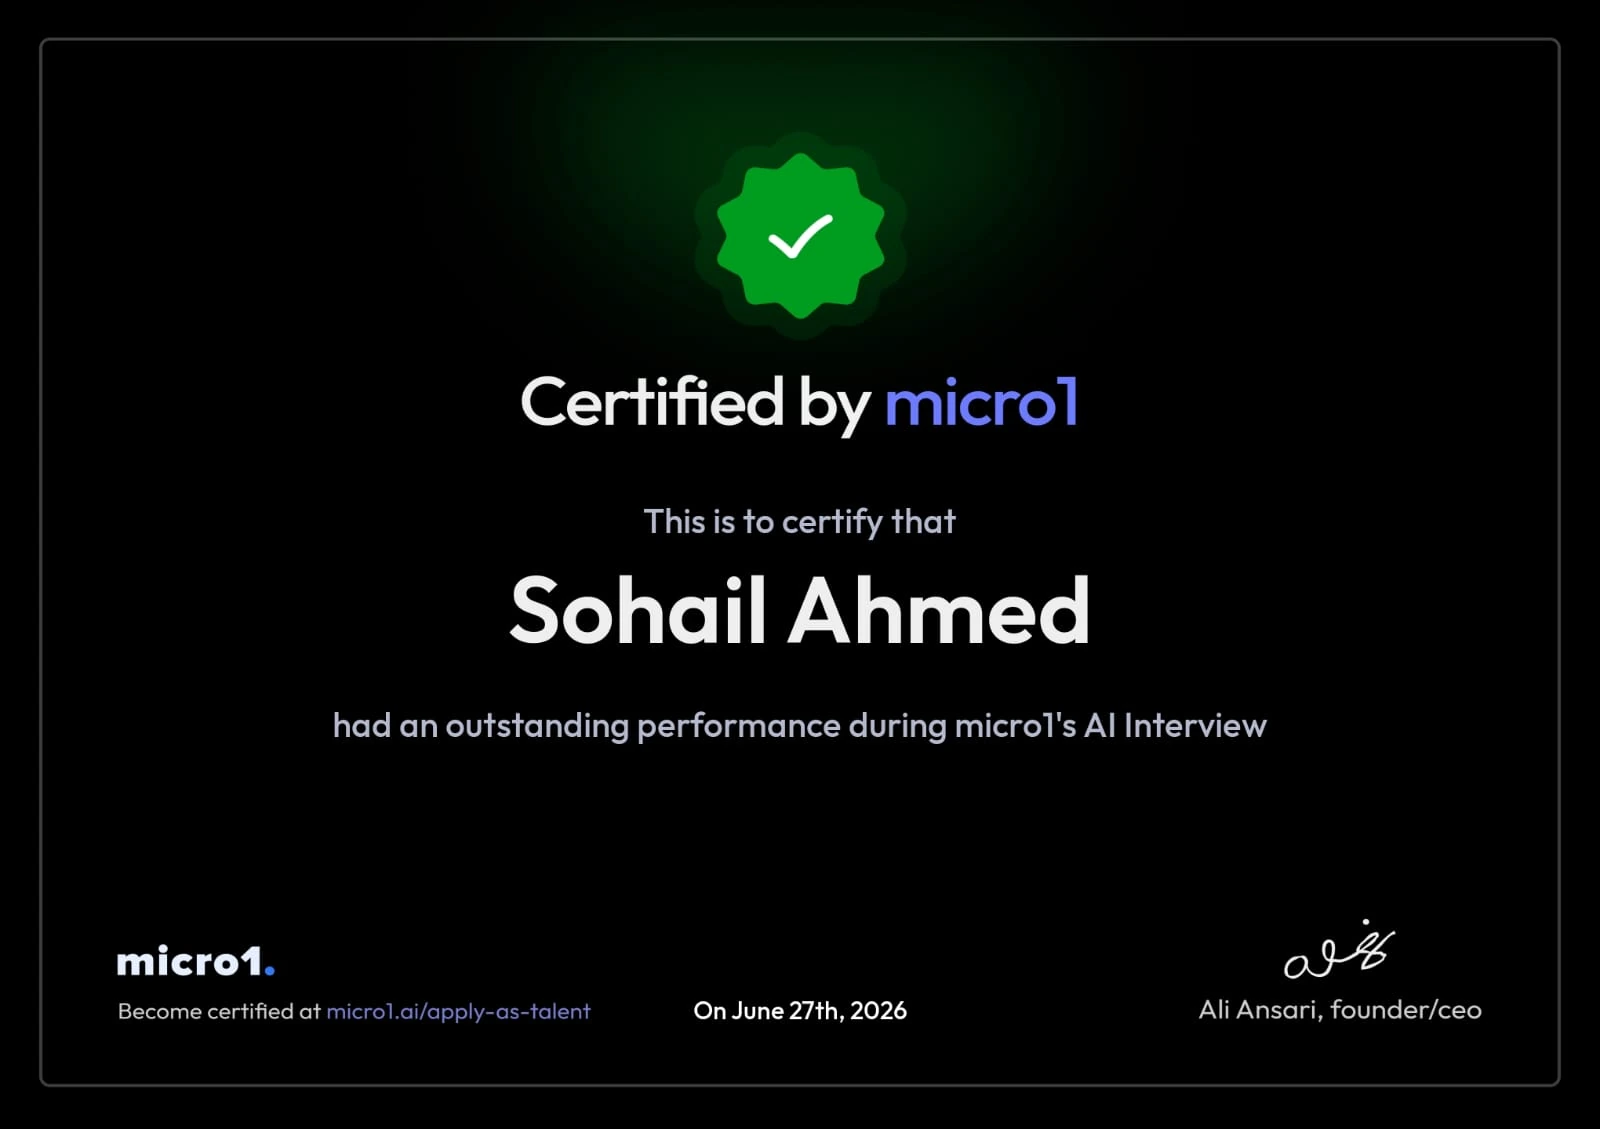 Certified by micro1
This is to certify that
Sohail Ahmed
had an outstanding performance during micro1's AI Interview
micro1.
Become certified at micro1.ai/apply-as-talent
On June 27th, 2026
Ali Ansari, founder/ceo